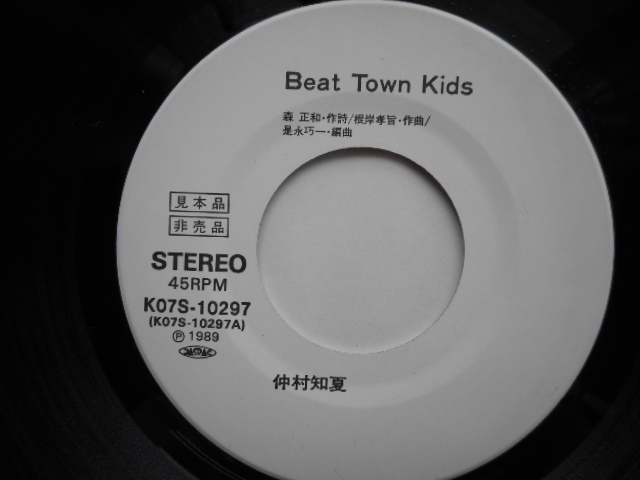 Beat Town Kids
森 正和・作詩/根岸孝旨・作曲/
是永巧一・編曲
見本品
非売品
STEREO
45RPM
K07S-10297
(K07S-10297A)
Ⓟ 1989
仲村知夏